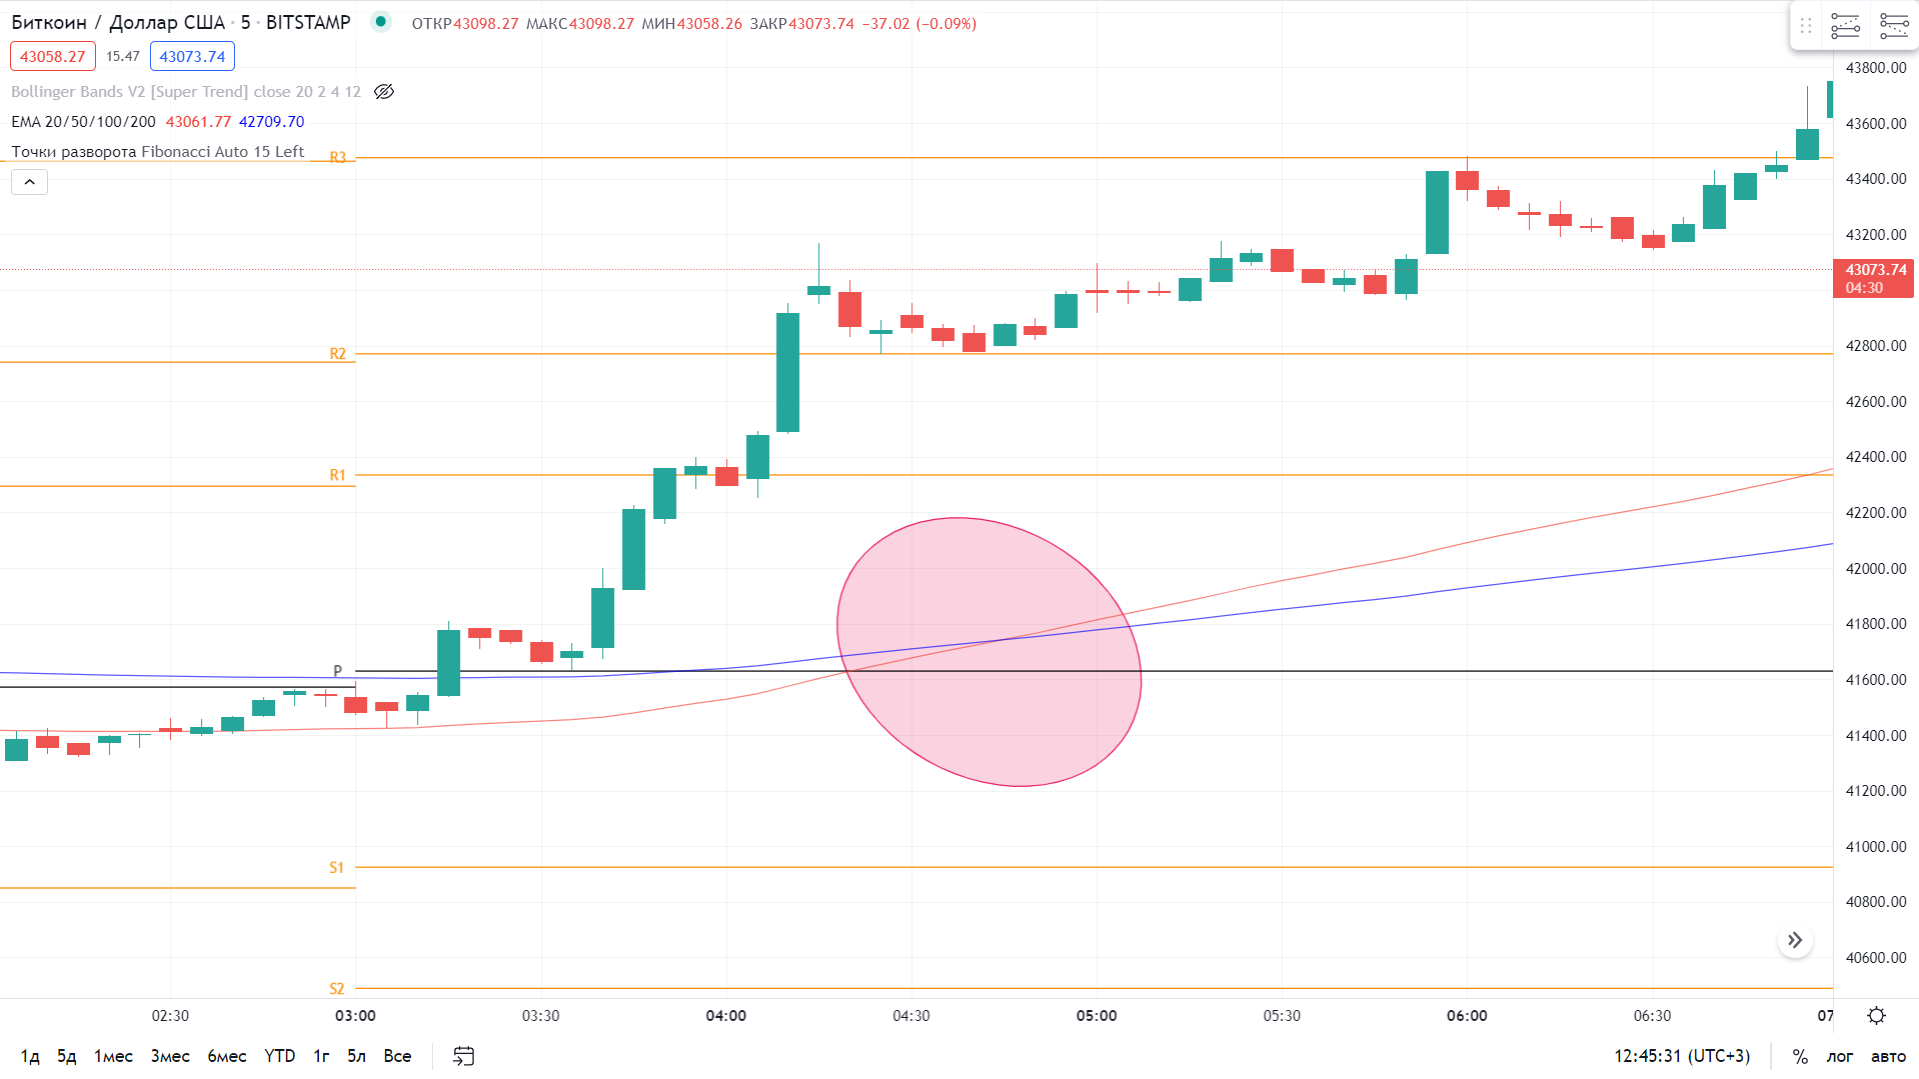 Биткоин / Доллар США · 5 · BITSTAMP ОТКР43098.27 МАКС43098.27 МИН43058.26 ЗАКР43073.74 −37.02 (−0.09%)
43058.27 15.47 43073.74
Bollinger Bands V2 [Super Trend] close 20 2 4 12
EMA 20/50/100/200 43061.77 42709.70
Точки разворота Fibonacci Auto 15 Left
R3
R2
R1
P
S1
S2
43800.00
43600.00
43400.00
43200.00
43073.74
04:30
42800.00
42600.00
42400.00
42200.00
42000.00
41800.00
41600.00
41400.00
41200.00
41000.00
40800.00
40600.00
02:30 03:00 03:30 04:00 04:30 05:00 05:30 06:00 06:30 07
1д 5д 1мес 3мес 6мес YTD 1г 5л Все 12:45:31 (UTC+3) % лог авто